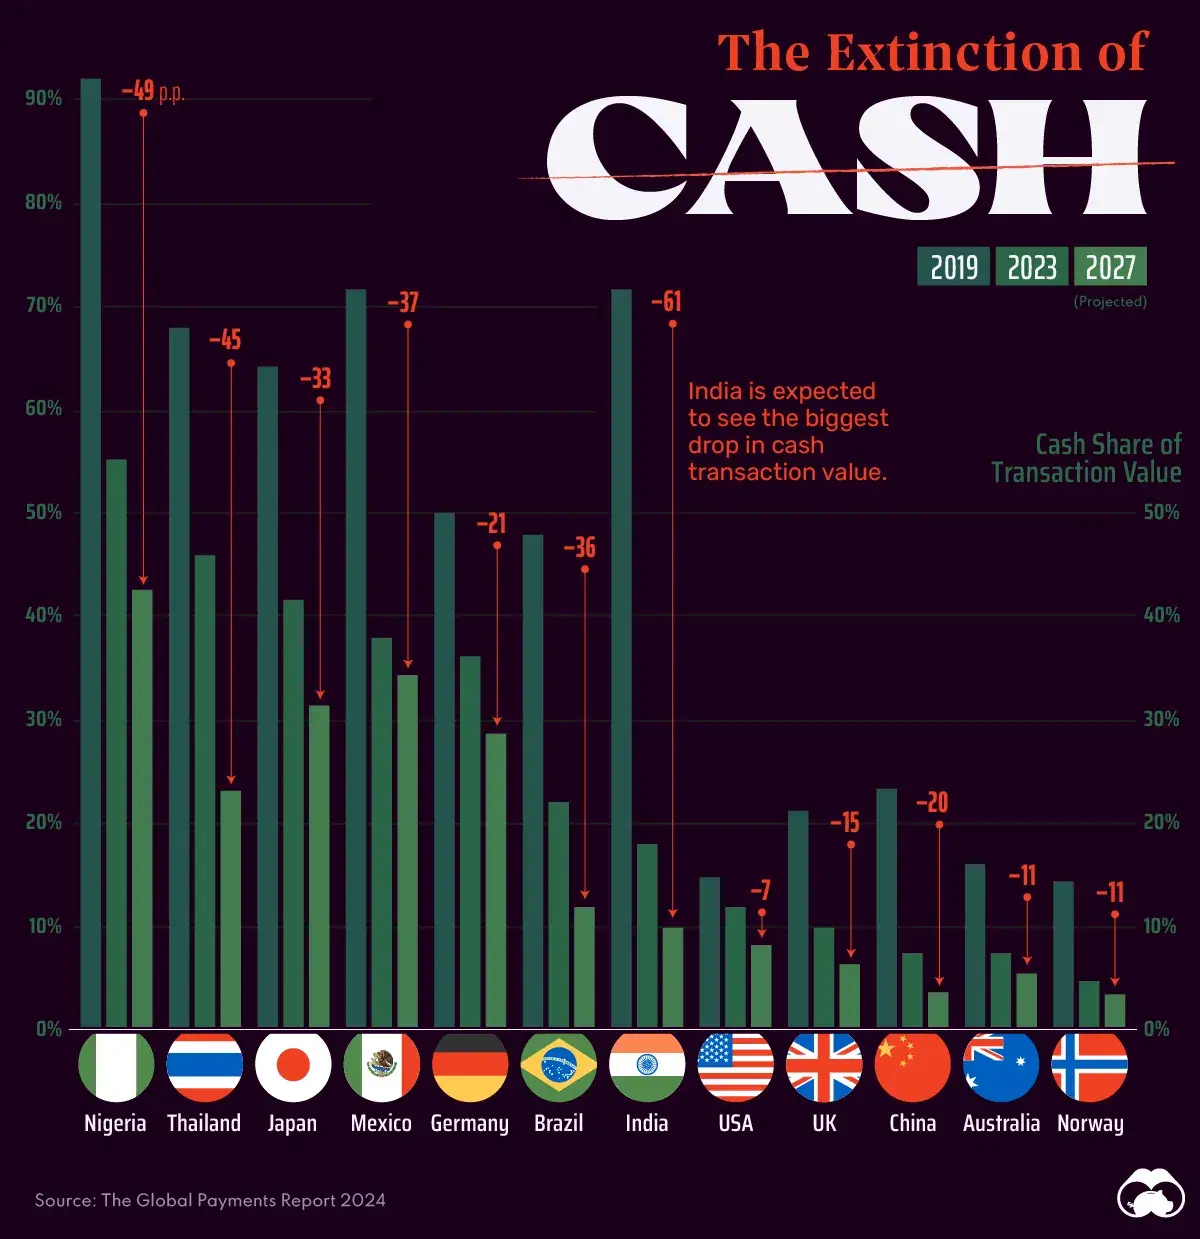 The Extinction of
CASH
2019 2023 2027
(Projected)
90%
80%
70%
60%
50%
40%
30%
20%
10%
0%
–49 p.p.
–45
–33
–37
–21
–36
–61
–7
–15
–20
–11
–11
India is expected
to see the biggest
drop in cash
transaction value.
Cash Share of
Transaction Value
50%
40%
30%
20%
10%
0%
Nigeria Thailand Japan Mexico Germany Brazil India USA UK China Australia Norway
Source: The Global Payments Report 2024